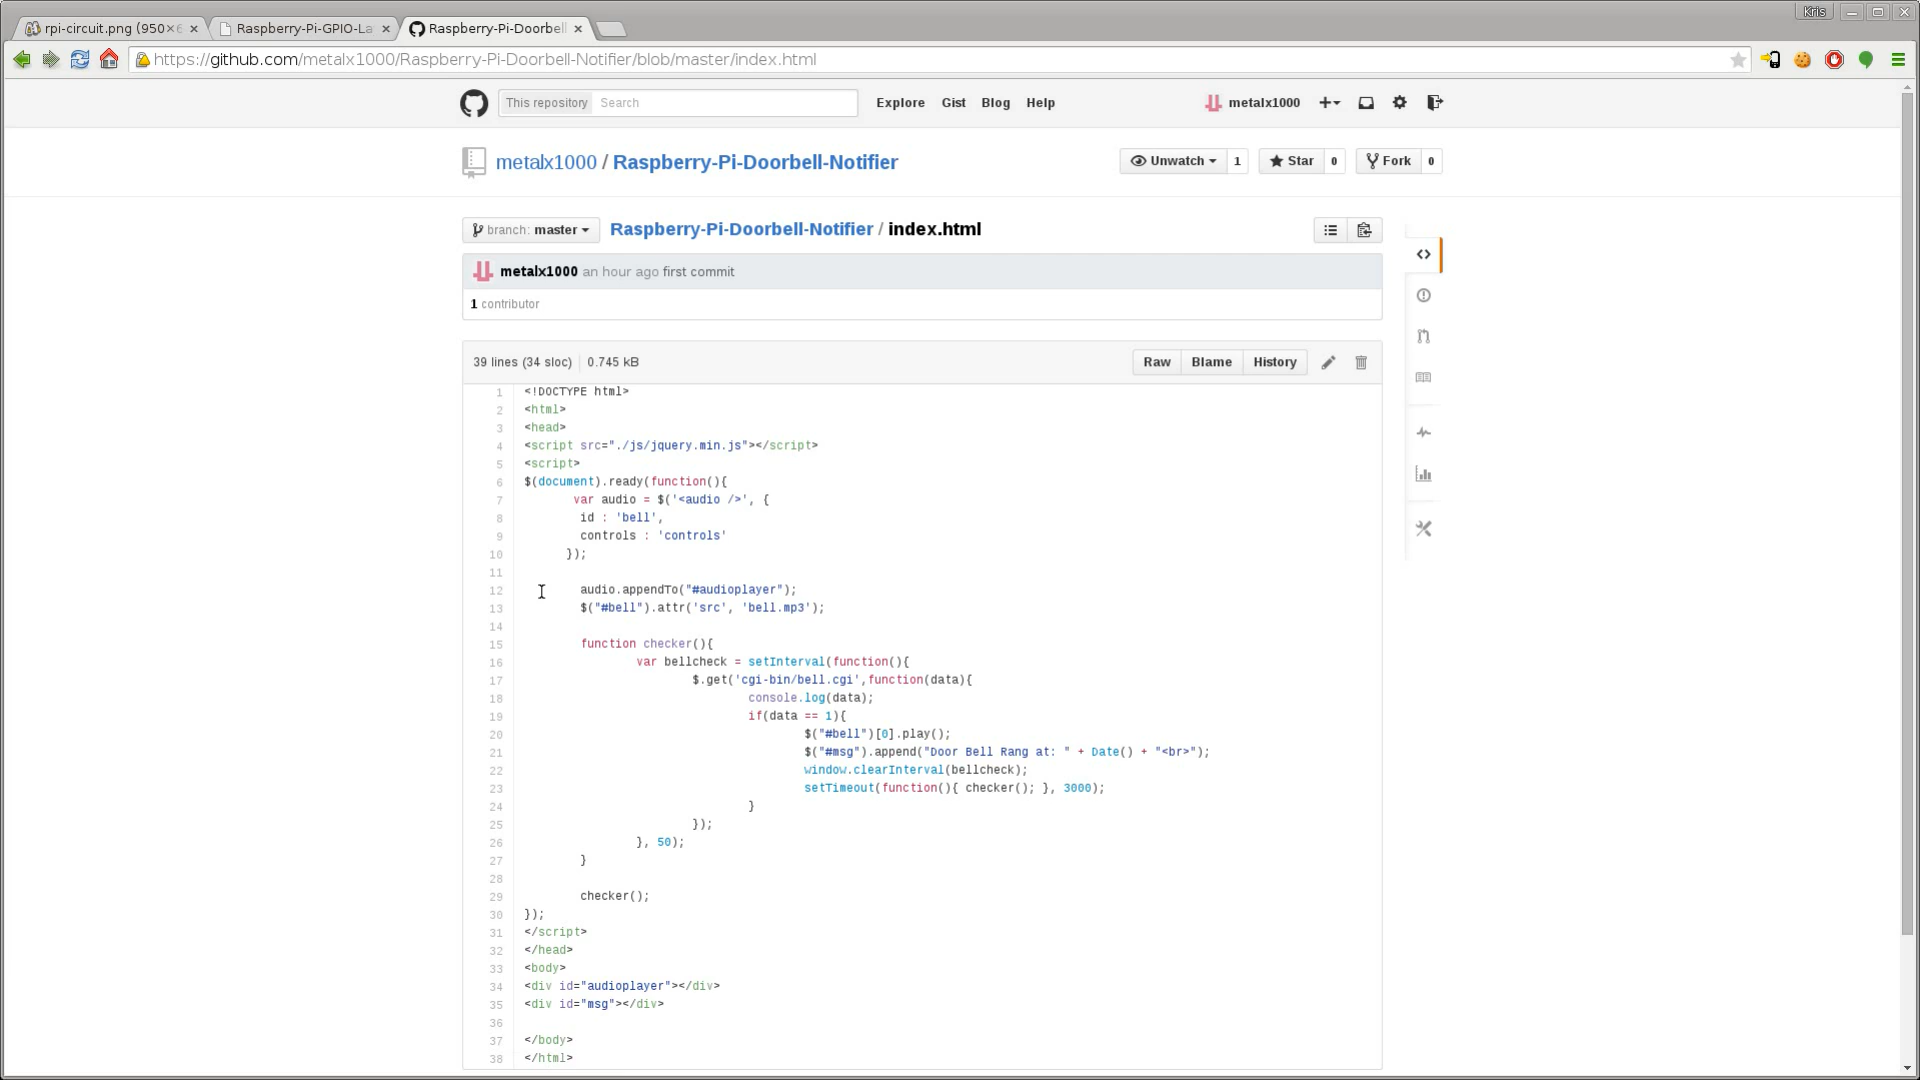 Kris
rpi-circuit.png (950×6
Raspberry-Pi-GPIO-La
Raspberry-Pi-Doorbel
https://github.com/metalx1000/Raspberry-Pi-Doorbell-Notifier/blob/master/index.html
This repository Search Explore Gist Blog Help metalx1000
metalx1000 / Raspberry-Pi-Doorbell-Notifier
Unwatch 1 Star 0 Fork 0
branch: master Raspberry-Pi-Doorbell-Notifier / index.html
metalx1000 an hour ago first commit
1 contributor
39 lines (34 sloc) 0.745 kB Raw Blame History
1 <!DOCTYPE html>
2 <html>
3 <head>
4 <script src="./js/jquery.min.js"></script>
5 <script>
6 $(document).ready(function(){
7 var audio = $('<audio />', {
8 id : 'bell',
9 controls : 'controls'
10 });
11
12 audio.appendTo("#audioplayer");
13 $("#bell").attr('src', 'bell.mp3');
14
15 function checker(){
16 var bellcheck = setInterval(function(){
17 $.get('cgi-bin/bell.cgi',function(data){
18 console.log(data);
19 if(data == 1){
20 $("#bell")[0].play();
21 $("#msg").append("Door Bell Rang at: " + Date() + "<br>");
22 window.clearInterval(bellcheck);
23 setTimeout(function(){ checker(); }, 3000);
24 }
25 });
26 }, 50);
27 }
28
29 checker();
30 });
31 </script>
32 </head>
33 <body>
34 <div id="audioplayer"></div>
35 <div id="msg"></div>
36
37 </body>
38 </html>